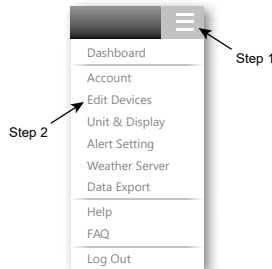 Step 1
Dashboard
Account
Edit Devices
Step 2
Unit & Display
Alert Setting
Weather Server
Data Export
Help
FAQ
Log Out